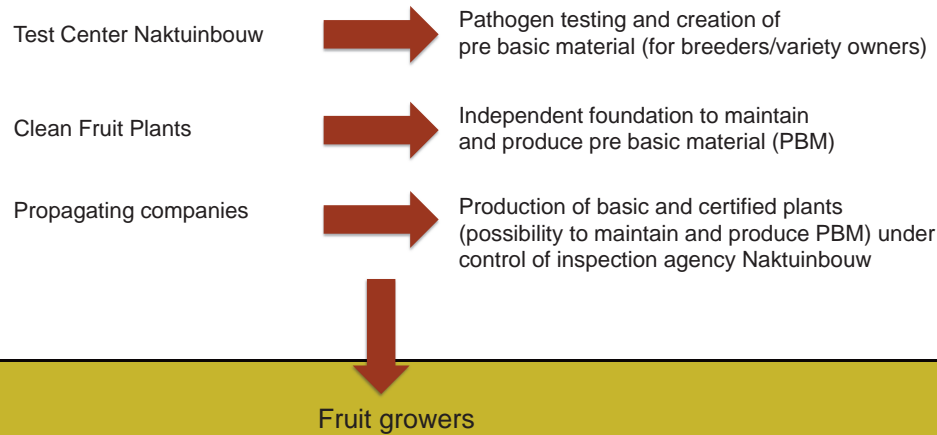 Test Center Naktuinbouw
Pathogen testing and creation of
pre basic material (for breeders/variety owners)
Clean Fruit Plants
Independent foundation to maintain
and produce pre basic material (PBM)
Propagating companies
Production of basic and certified plants
(possibility to maintain and produce PBM) under
control of inspection agency Naktuinbouw
Fruit growers